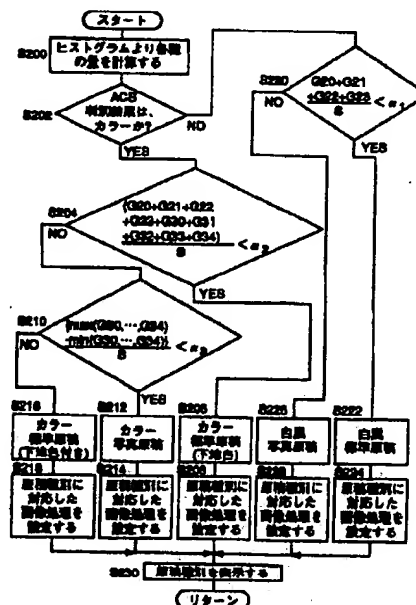 スタート
S200
ヒストグラムより各種
の量を計算する
S202
ACS
判別結果は、
カラーか?
NO
YES
S220
G20+G21
+G22+G23
S
<α1
NO
YES
S204
(G20+G21+G22
+G23+G30+G31
+G32+G33+G34)
S
<α2
NO
YES
S210
(max(G30,…,G34)
-min(G30,…,G34))
S
<α3
NO
YES
S216
カラー
標準原稿
(下地色付き)
S212
カラー
写真原稿
カラー
標準原稿
(下地白)
白黒
写真原稿
S222
白黒
標準原稿
S218
原稿種別に
対応した
画像処理を
設定する
S214
原稿種別に
対応した
画像処理を
設定する
原稿種別に
対応した
画像処理を
設定する
原稿種別に
対応した
画像処理を
設定する
S224
原稿種別に
対応した
画像処理を
設定する
S230
原稿種別を表示する
リターン